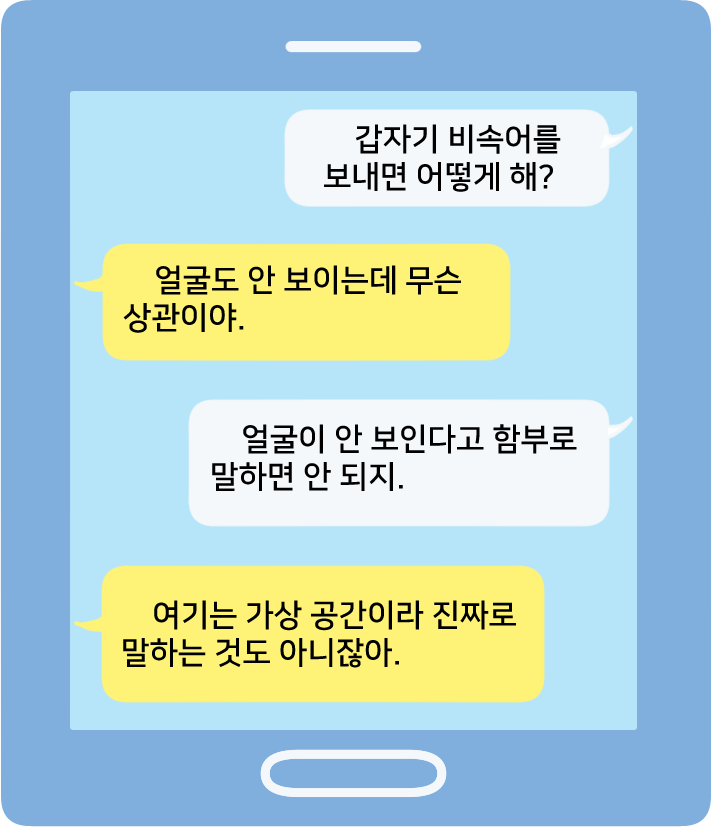 갑자기 비속어를
보내면 어떻게 해?
얼굴도 안 보이는데 무슨
상관이야.
얼굴이 안 보인다고 함부로
말하면 안 되지.
여기는 가상 공간이라 진짜로
말하는 것도 아니잖아.